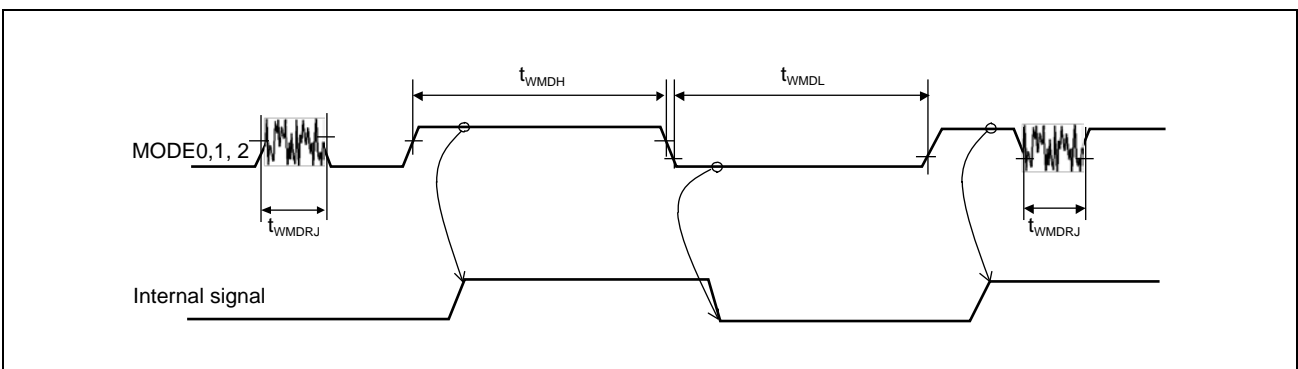 tWMDH
tWMDL
MODE0,1, 2
tWMDRJ
tWMDRJ
Internal signal